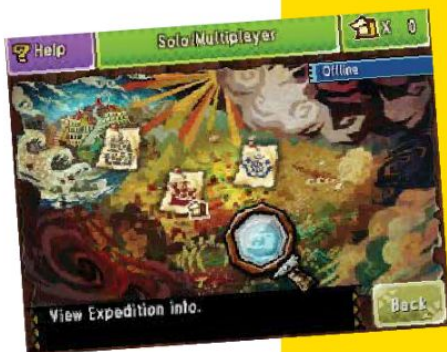 ? Help
Solo Multiplayer
X 0
Offline
View Expedition info.
Back